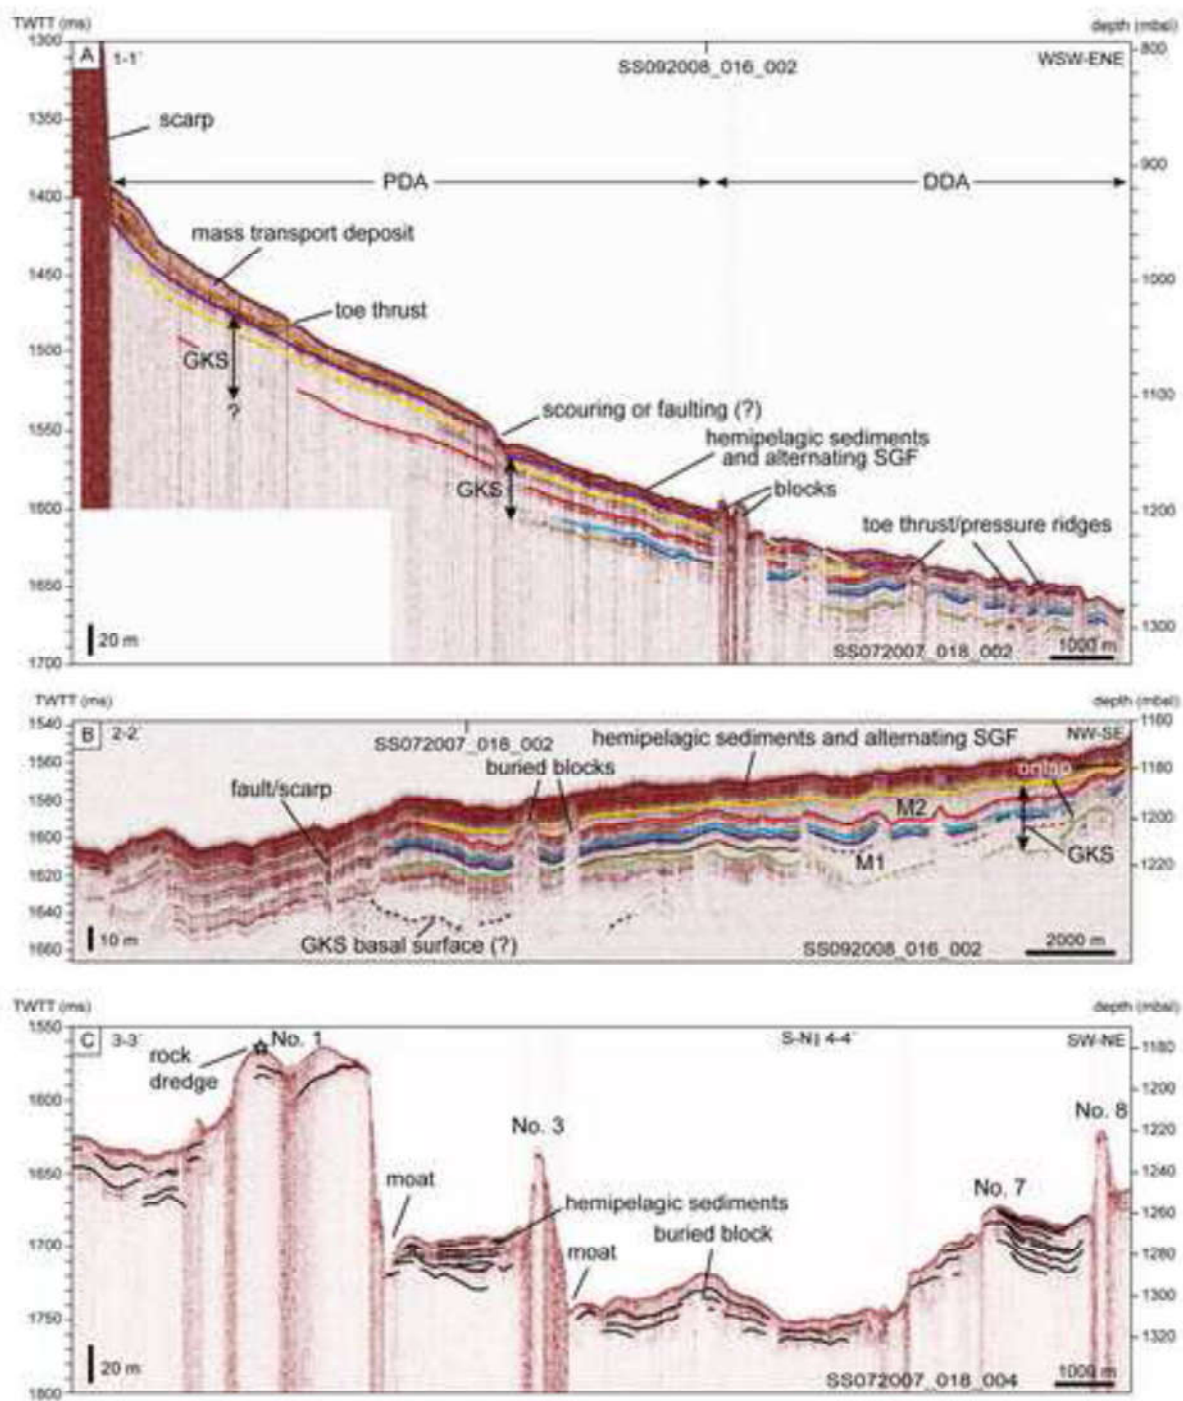 TWTT (ms)
depth (mbsl)
1300
A
1-1´
SS092008_016_002
WSW-ENE
800
scarp
1350
900
PDA
DDA
1400
mass transport deposit
1450
1000
toe thrust
1500
GKS
?
1100
scouring or faulting (?)
1550
hemipelagic sediments
and alternating SGF
GKS
blocks
1600
1200
toe thrust/pressure ridges
1650
1300
20 m
SS072007_018_002
1000 m
1700
TWTT (ms)
depth (mbsl)
1540
B
2-2´
SS072007_018_002
hemipelagic sediments and alternating SGF
NW-SE
1160
1560
buried blocks
onlap
1180
fault/scarp
1580
M2
1200
1600
M1
GKS
1220
1620
1640
GKS basal surface (?)
10 m
SS092008_016_002
2000 m
1660
TWTT (ms)
depth (mbsl)
1550
C
3-3´
rock
dredge
No. 1
S-N|| 4-4´
SW-NE
1180
1200
1600
No. 3
No. 8
1220
1650
1240
moat
No. 7
hemipelagic sediments
1260
1700
moat
buried block
1280
1300
1750
1320
20 m
SS072007_018_004
1000 m
1800